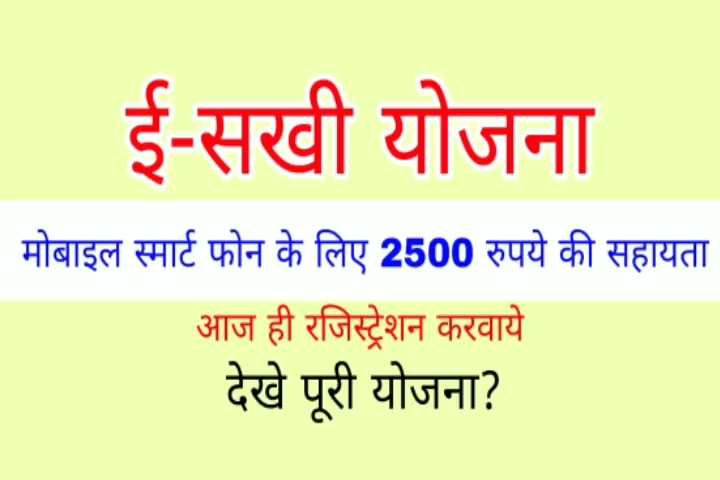 ई-सखी योजना
मोबाइल स्मार्ट फोन के लिए 2500 रुपये की सहायता
आज ही रजिस्ट्रेशन करवाये
देखे पूरी योजना?